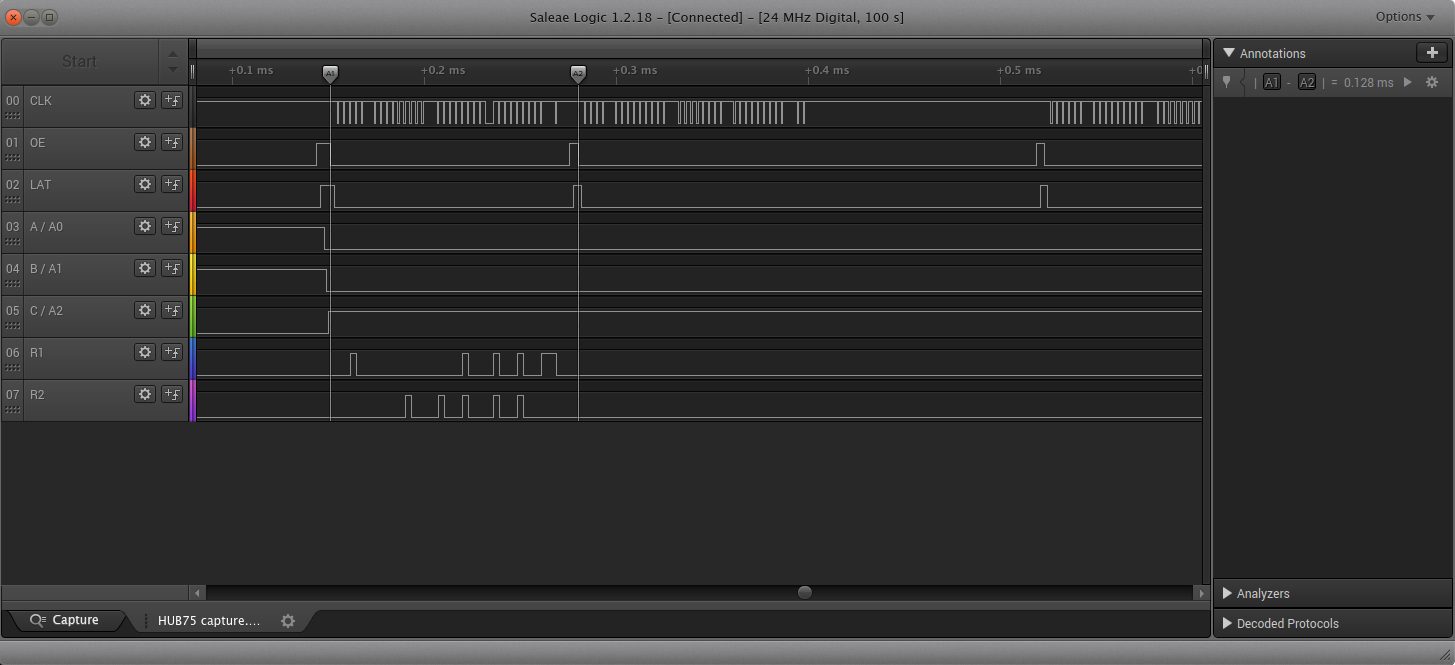 Saleae Logic 1.2.18 - [Connected] - [24 MHz Digital, 100 s]
Options
Start
+0.1 ms +0.2 ms +0.3 ms +0.4 ms +0.5 ms +0
A1 A2
Annotations
| A1 - A2 | = 0.128 ms
00 CLK
01 OE
02 LAT
03 A / A0
04 B / A1
05 C / A2
06 R1
07 R2
Analyzers
Decoded Protocols
Capture
HUB75 capture....